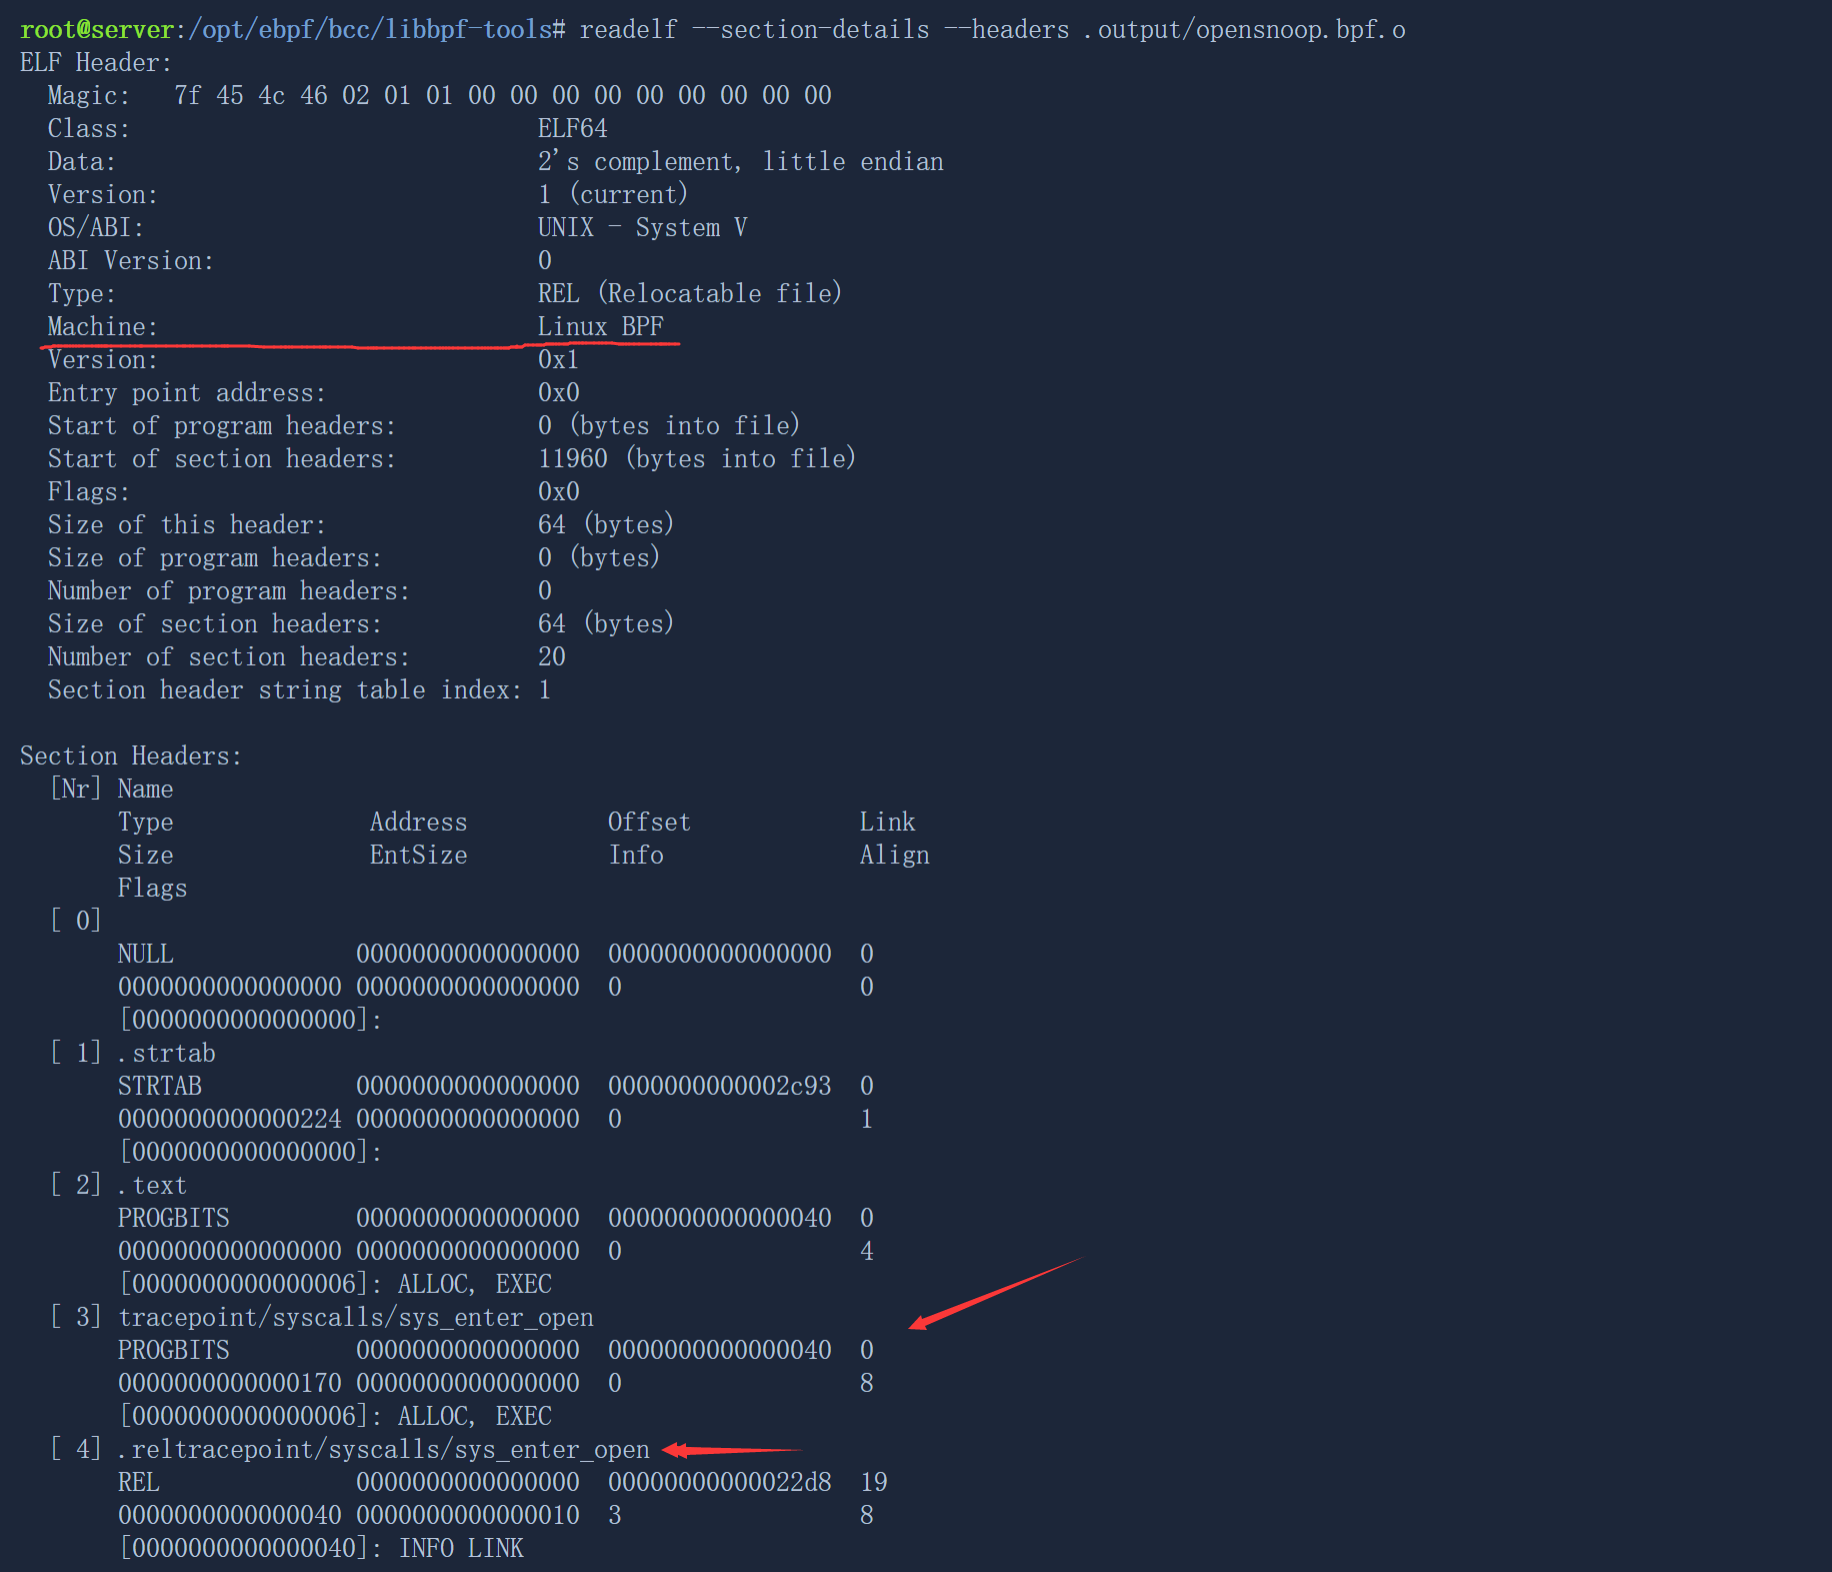 root@server:/opt/ebpf/bcc/libbpf-tools# readelf --section-details --headers .output/opensnoop.bpf.o
ELF Header:
  Magic:   7f 45 4c 46 02 01 01 00 00 00 00 00 00 00 00 00
  Class:                             ELF64
  Data:                              2's complement, little endian
  Version:                           1 (current)
  OS/ABI:                            UNIX - System V
  ABI Version:                       0
  Type:                              REL (Relocatable file)
  Machine:                           Linux BPF
  Version:                           0x1
  Entry point address:               0x0
  Start of program headers:          0 (bytes into file)
  Start of section headers:          11960 (bytes into file)
  Flags:                             0x0
  Size of this header:               64 (bytes)
  Size of program headers:           0 (bytes)
  Number of program headers:         0
  Size of section headers:           64 (bytes)
  Number of section headers:         20
  Section header string table index: 1
Section Headers:
  [Nr] Name
       Type              Address          Offset            Link
       Size              EntSize          Info              Align
       Flags
  [ 0]
       NULL             0000000000000000  0000000000000000  0
       0000000000000000 0000000000000000  0                 0
       [0000000000000000]:
  [ 1] .strtab
       STRTAB           0000000000000000  0000000000002c93  0
       0000000000000224 0000000000000000  0                 1
       [0000000000000000]:
  [ 2] .text
       PROGBITS         0000000000000000  0000000000000040  0
       0000000000000000 0000000000000000  0                 4
       [0000000000000006]: ALLOC, EXEC
  [ 3] tracepoint/syscalls/sys_enter_open
       PROGBITS         0000000000000000  0000000000000040  0
       0000000000000170 0000000000000000  0                 8
       [0000000000000006]: ALLOC, EXEC
  [ 4] .reltracepoint/syscalls/sys_enter_open
       REL              0000000000000000  00000000000022d8  19
       0000000000000040 0000000000000010  3                 8
       [0000000000000040]: INFO LINK